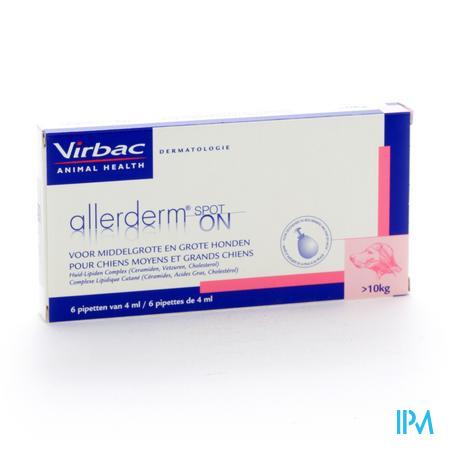 Virbac
ANIMAL HEALTH
DERMATOLOGIE
allerderm® SPOT
ON
VOOR MIDDELGROTE EN GROTE HONDEN
POUR CHIENS MOYENS ET GRANDS CHIENS
Huid-Lipiden Complex (Ceramiden, Vetzuren, Cholesterol)
Complexe Lipidique Cutané (Céramides, Acides Gras, Cholestérol)
6 pipetten van 4 ml / 6 pipettes de 4 ml
>10kg
IPM